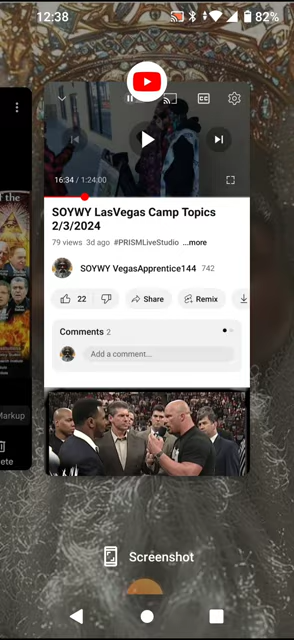 12:38
82%
of the
16:34 / 1:24:00
CC
SOYWY LasVegas Camp Topics
2/3/2024
79 views 3d ago #PRISMLiveStudio ...more
SOYWY VegasApprentice144 742
22
Share
Remix
Comments 2
Add a comment...
Markup
ete
Screenshot